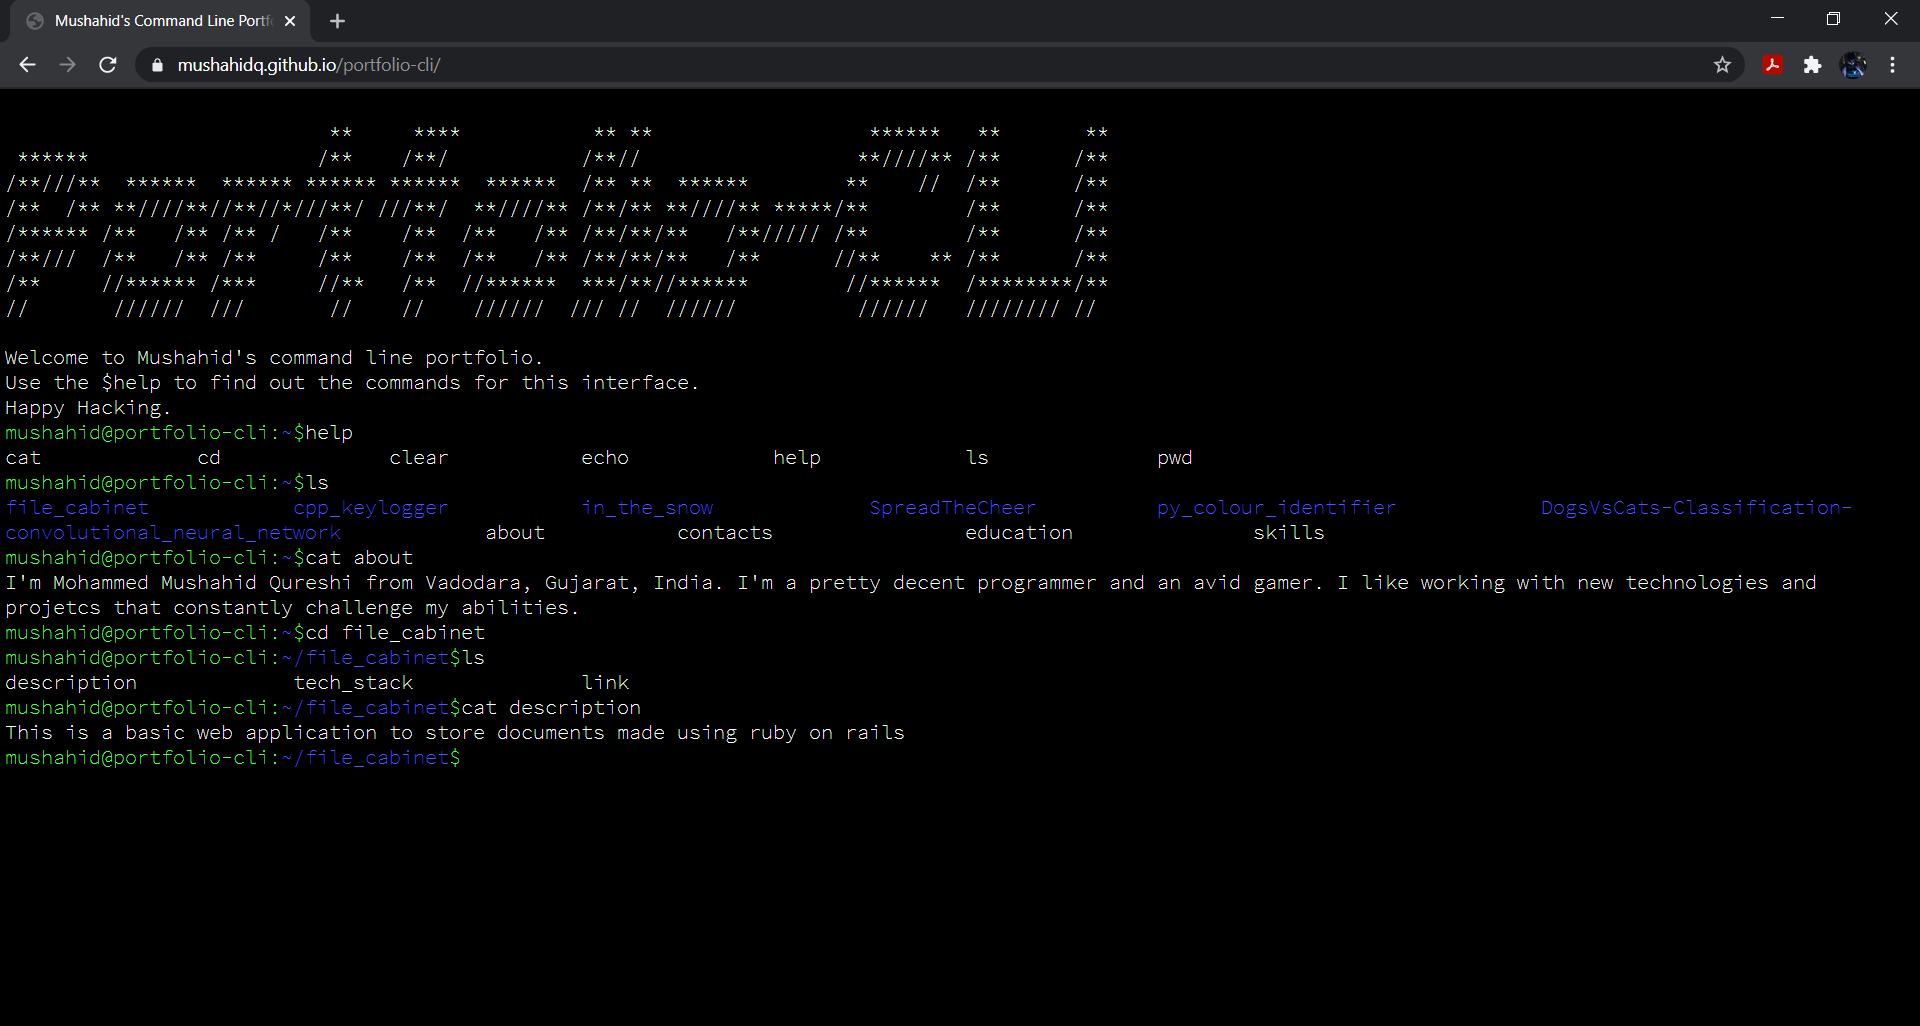 Mushahid's Command Line Portf
mushahidq.github.io/portfolio-cli/
Portfolio-CLI
Welcome to Mushahid's command line portfolio.
Use the $help to find out the commands for this interface.
Happy Hacking.
mushahid@portfolio-cli:~$help
cat cd clear echo help ls pwd
mushahid@portfolio-cli:~$ls
file_cabinet cpp_keylogger in_the_snow SpreadTheCheer py_colour_identifier DogsVsCats-Classification-
convolutional_neural_network about contacts education skills
mushahid@portfolio-cli:~$cat about
I'm Mohammed Mushahid Qureshi from Vadodara, Gujarat, India. I'm a pretty decent programmer and an avid gamer. I like working with new technologies and
projetcs that constantly challenge my abilities.
mushahid@portfolio-cli:~$cd file_cabinet
mushahid@portfolio-cli:~/file_cabinet$ls
description tech_stack link
mushahid@portfolio-cli:~/file_cabinet$cat description
This is a basic web application to store documents made using ruby on rails
mushahid@portfolio-cli:~/file_cabinet$